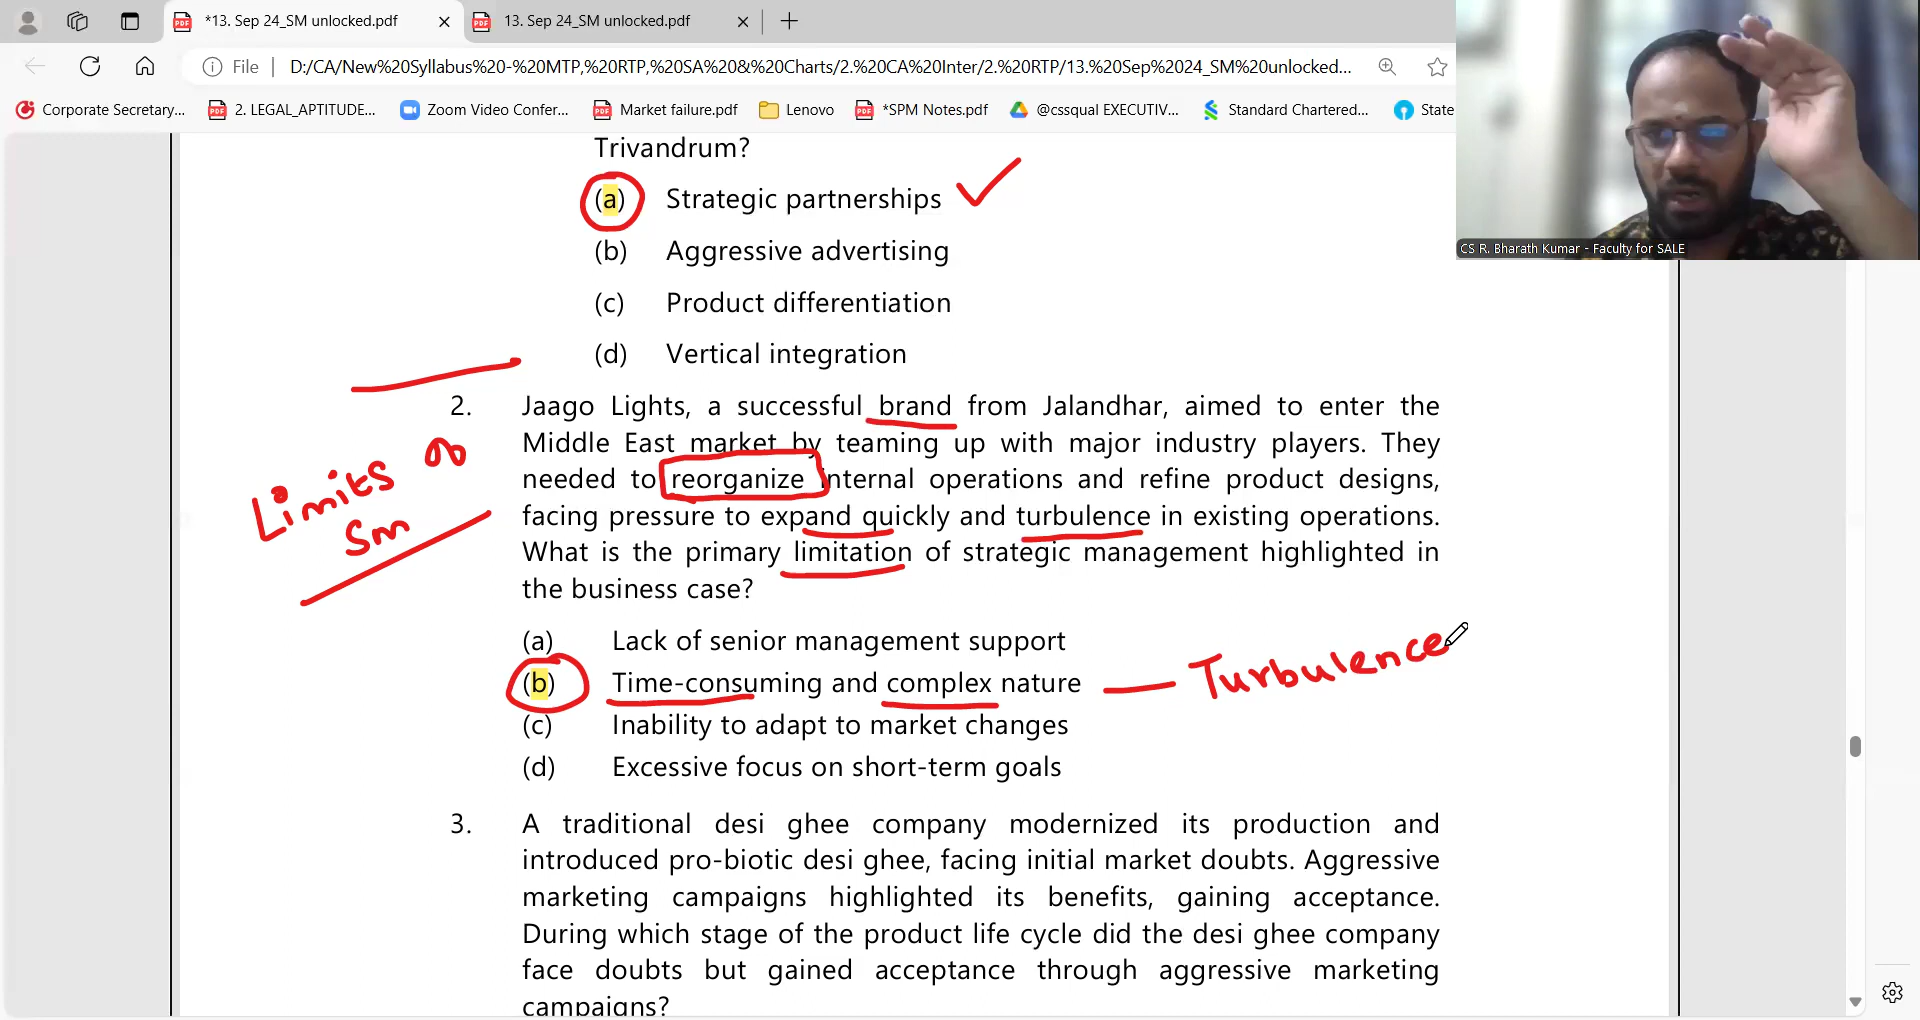 *13. Sep 24_SM unlocked.pdf
13. Sep 24_SM unlocked.pdf
File
D:/CA/New%20Syllabus%20-%20MTP,%20RTP,%20SA%20&%20Charts/2.%20CA%20Inter/2.%20RTP/13.%20Sep%2024_SM%20unlocked...
Corporate Secretary...
2. LEGAL_APTITUDE...
Zoom Video Confer...
Market failure.pdf
Lenovo
*SPM Notes.pdf
@cssqual EXECUTIV...
Standard Chartered...
State
CS R. Bharath Kumar - Faculty for SALE
Trivandrum?
(a) Strategic partnerships
(b) Aggressive advertising
(c) Product differentiation
(d) Vertical integration
2. Jaago Lights, a successful brand from Jalandhar, aimed to enter the
Middle East market by teaming up with major industry players. They
needed to reorganize internal operations and refine product designs,
facing pressure to expand quickly and turbulence in existing operations.
What is the primary limitation of strategic management highlighted in
the business case?
Limits
Sm
(a) Lack of senior management support
(b) Time-consuming and complex nature
Turbulence
(c) Inability to adapt to market changes
(d) Excessive focus on short-term goals
3. A traditional desi ghee company modernized its production and
introduced pro-biotic desi ghee, facing initial market doubts. Aggressive
marketing campaigns highlighted its benefits, gaining acceptance.
During which stage of the product life cycle did the desi ghee company
face doubts but gained acceptance through aggressive marketing
campaigns?